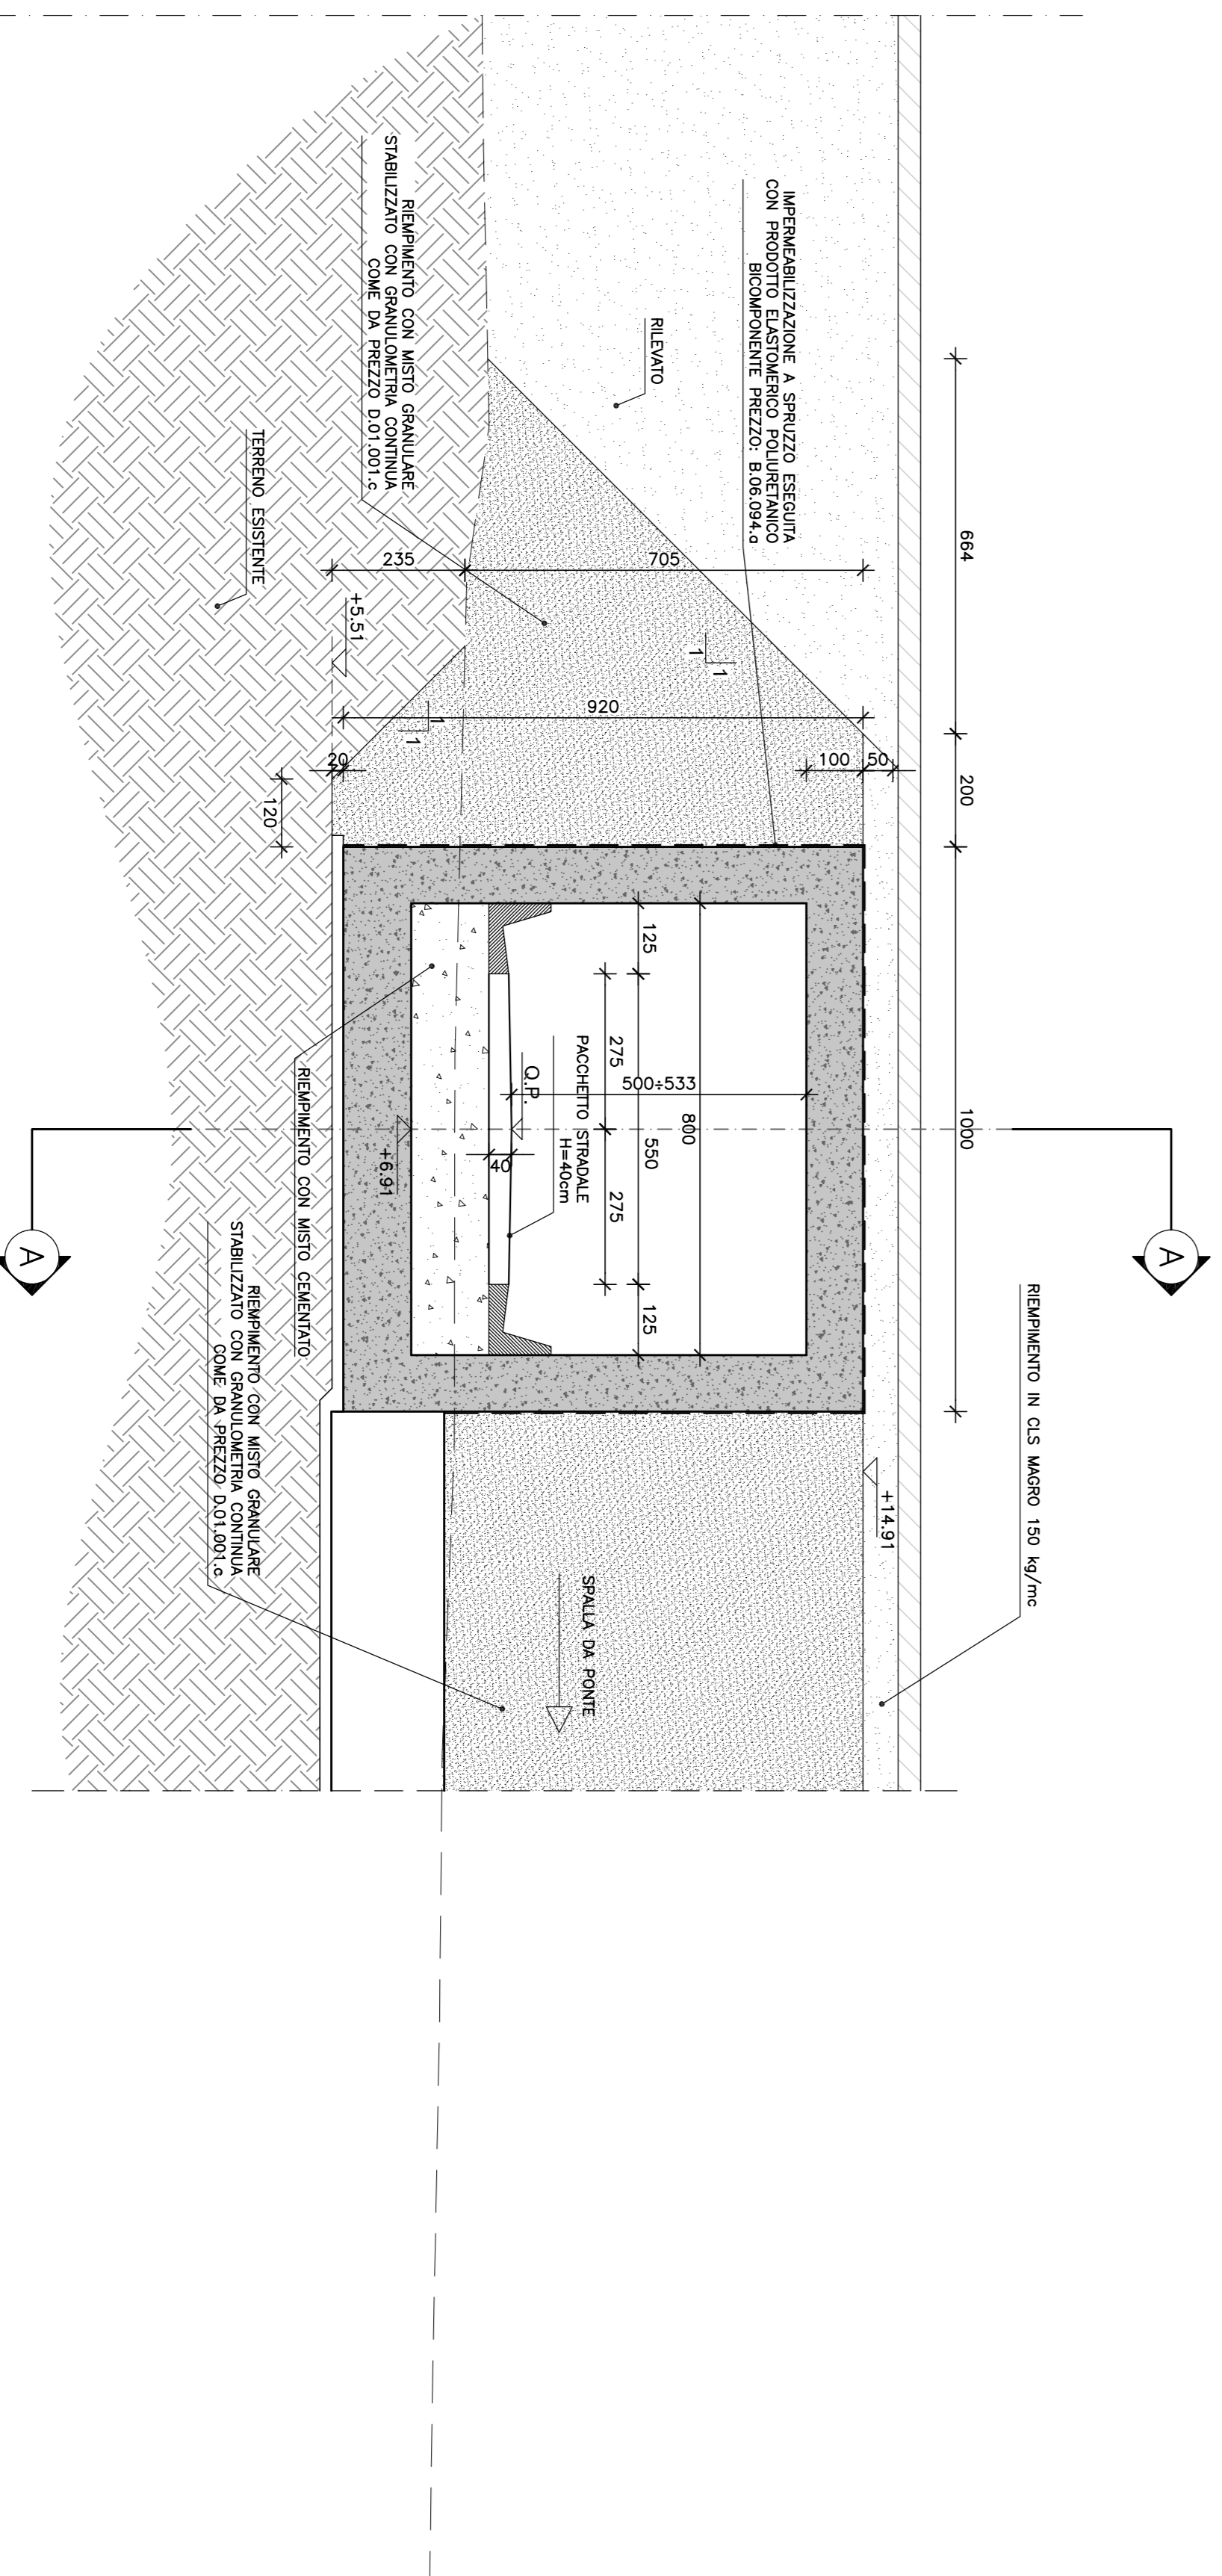 RIEMPIMENTO IN CLS MAGRO 150 kg/mc
A
A
664
200
1000
+14.91
IMPERMEABILIZZAZIONE A SPRUZZO ESEGUITA
CON PRODOTTO ELASTOMERICO POLIURETANICO
BICOMPONENTE PREZZO: B.06.094.a
RILEVATO
100
50
705
235
920
20
120
1
1
1
1
800
125
550
125
275
275
500÷533
PACCHETTO STRADALE
H=40cm
Q.P.
40
SPALLA DA PONTE
RIEMPIMENTO CON MISTO GRANULARE
STABILIZZATO CON GRANULOMETRIA CONTINUA
COME DA PREZZO D.01.001.c
+5.51
+6.91
TERRENO ESISTENTE
RIEMPIMENTO CON MISTO CEMENTATO
RIEMPIMENTO CON MISTO GRANULARE
STABILIZZATO CON GRANULOMETRIA CONTINUA
COME DA PREZZO D.01.001.c